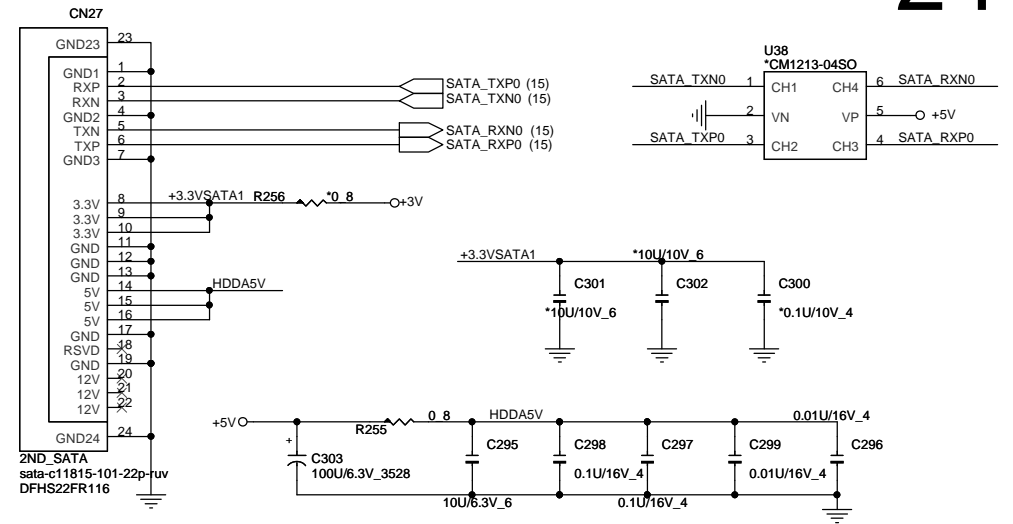 CN27
GND23 23
GND1 1
RXP 2
RXN 3
GND2 4
TXN 5
TXP 6
GND3 7
3.3V 8
3.3V 9
3.3V 10
GND 11
GND 12
GND 13
5V 14
5V 15
5V 16
GND 17
RSVD 18
GND 19
12V 20
12V 21
12V 22
GND24 24
2ND_SATA
sata-c11815-101-22p-ruv
DFHS22FR116
SATA_TXP0 (15)
SATA_TXN0 (15)
SATA_RXN0 (15)
SATA_RXP0 (15)
+3.3VSATA1 R256 *0_8 +3V
HDDA5V
U38
*CM1213-04SO
SATA_TXN0 1 CH1 CH4 6 SATA_RXN0
2 VN VP 5 +5V
SATA_TXP0 3 CH2 CH3 4 SATA_RXP0
+3.3VSATA1 *10U/10V_6
C301 C302 C300
*10U/10V_6 *0.1U/10V_4
+5V R255 0_8 HDDA5V 0.01U/16V_4
+ C303 C295 C298 C297 C299 C296
100U/6.3V_3528 0.1U/16V_4 0.01U/16V_4
10U/6.3V_6 0.1U/16V_4